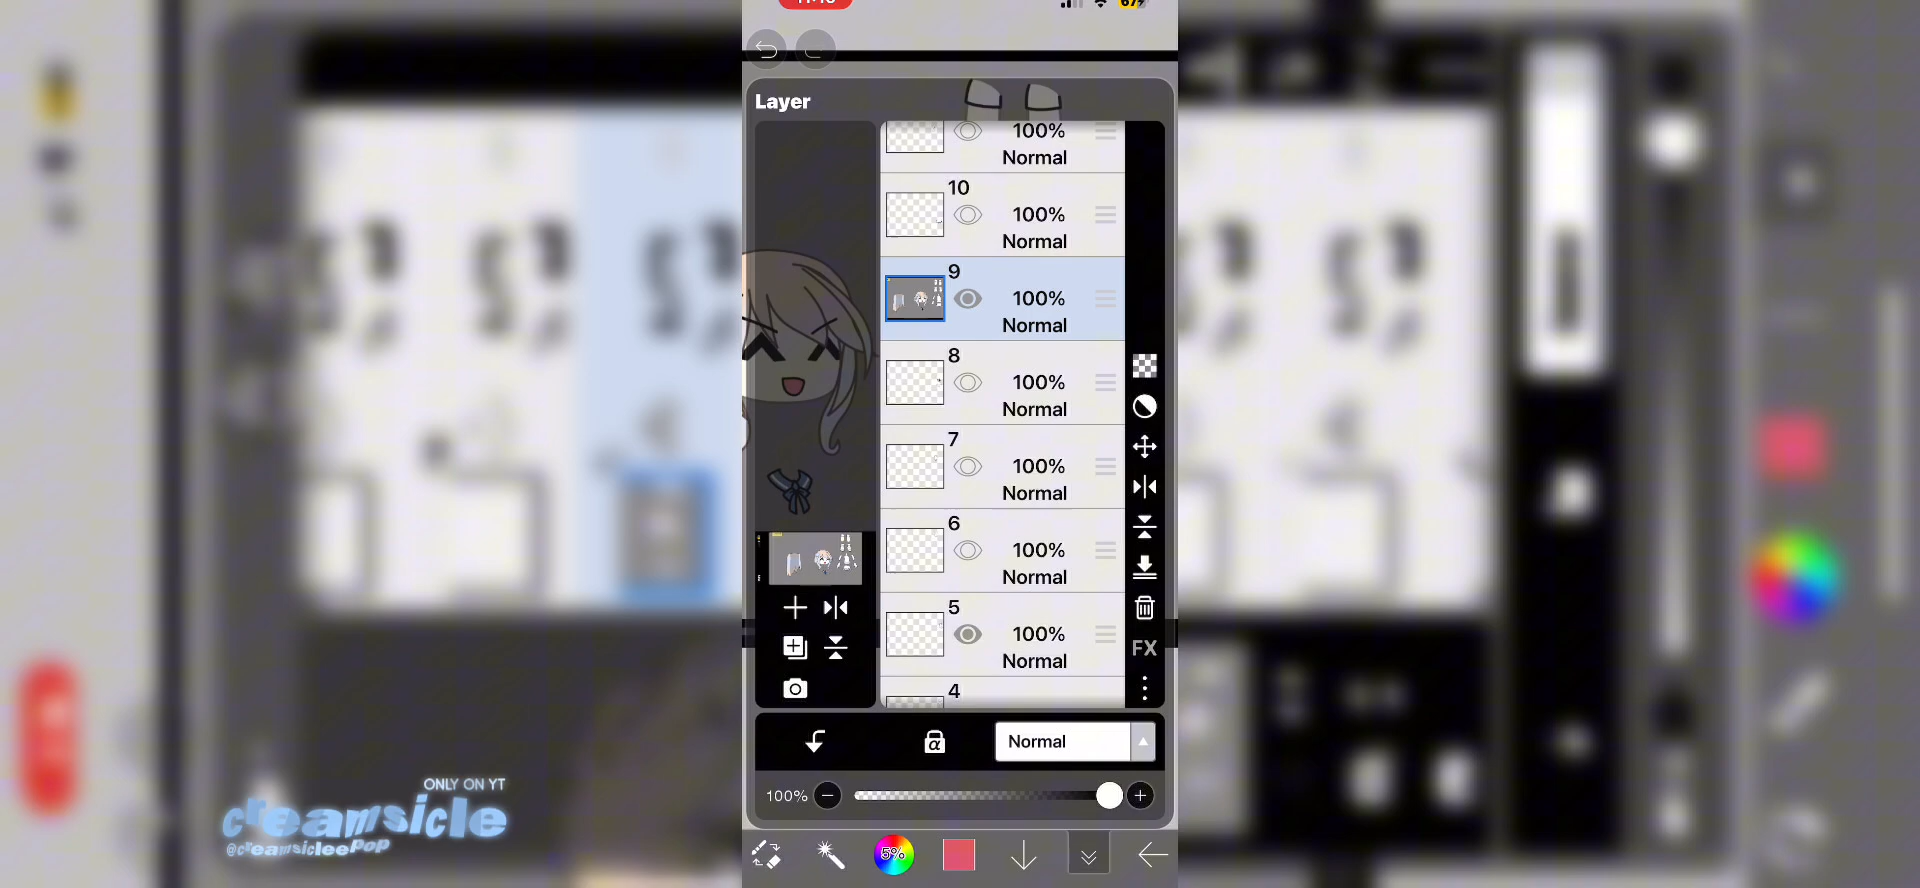 67
Layer
100%
Normal
10
100%
Normal
9
100%
Normal
8
100%
Normal
7
100%
Normal
6
100%
Normal
5
100%
Normal
4
FX
α
Normal
100%
5%
ONLY ON YT
creamsicle
@creamsicleePOP